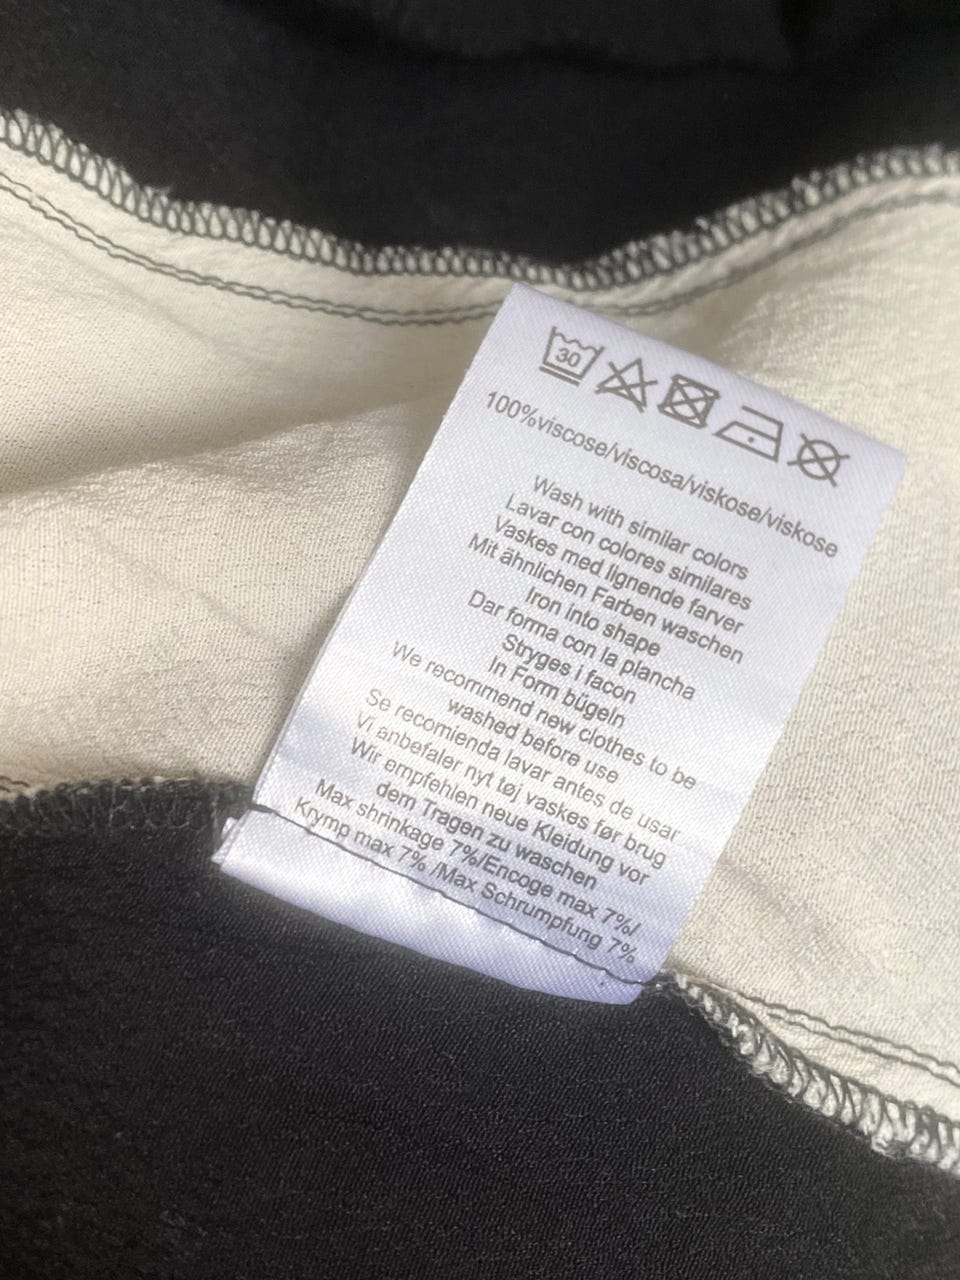 30
100%viscose/viscosa/viskose/viskose
Wash with similar colors
Lavar con colores similares
Vaskes med lignende farver
Mit ähnlichen Farben waschen
Iron into shape
Dar forma con la plancha
Stryges i facon
In Form bügeln
We recommend new clothes to be
washed before use
Se recomienda lavar antes de usar
Vi anbefaler nyt tøj vaskes før brug
Wir empfehlen neue Kleidung vor
dem Tragen zu waschen
Max shrinkage 7%/Encoge max 7%/
Krymp max 7% /Max Schrumpfung 7%